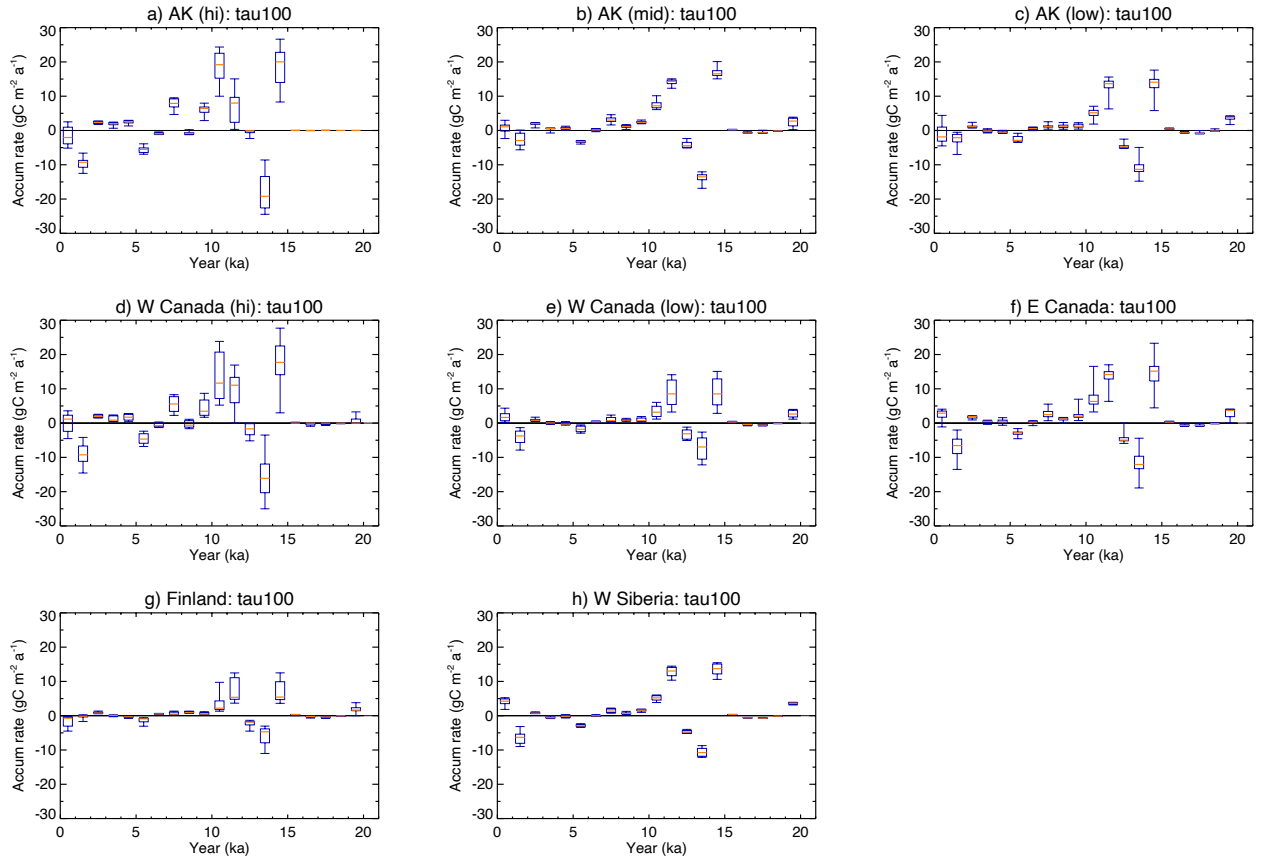 a) AK (hi): tau100
b) AK (mid): tau100
c) AK (low): tau100
Accum rate (gC m⁻² a⁻¹)
30
20
10
0
-10
-20
-30
0 5 10 15 20
Year (ka)
Accum rate (gC m⁻² a⁻¹)
30
20
10
0
-10
-20
-30
0 5 10 15 20
Year (ka)
Accum rate (gC m⁻² a⁻¹)
30
20
10
0
-10
-20
-30
0 5 10 15 20
Year (ka)
d) W Canada (hi): tau100
e) W Canada (low): tau100
f) E Canada: tau100
Accum rate (gC m⁻² a⁻¹)
30
20
10
0
-10
-20
-30
0 5 10 15 20
Year (ka)
Accum rate (gC m⁻² a⁻¹)
30
20
10
0
-10
-20
-30
0 5 10 15 20
Year (ka)
Accum rate (gC m⁻² a⁻¹)
30
20
10
0
-10
-20
-30
0 5 10 15 20
Year (ka)
g) Finland: tau100
h) W Siberia: tau100
Accum rate (gC m⁻² a⁻¹)
30
20
10
0
-10
-20
-30
0 5 10 15 20
Year (ka)
Accum rate (gC m⁻² a⁻¹)
30
20
10
0
-10
-20
-30
0 5 10 15 20
Year (ka)